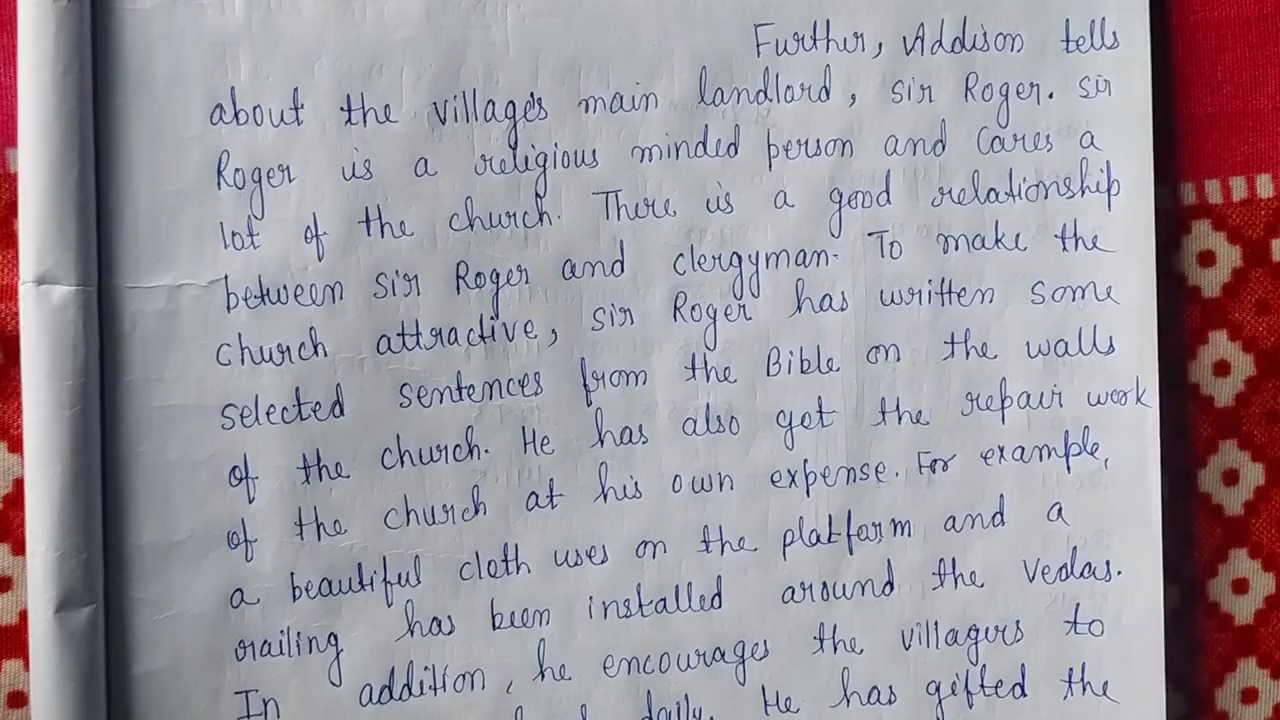 Further, Addison tells
about the village's main landlard, sir Roger. sir
Roger is a religious minded person and cares a
lot of the church. There is a good relationship
between sir Roger and clergyman. To make the
church attractive, sir Roger has written some
selected sentences from the Bible on the walls
of the church. He has also get the repair work
of the church at his own expense. For example,
a beautiful cloth uses on the platform and a
railing has been installed around the vedas.
In addition, he encourages the villagers to
daily. He has gifted the